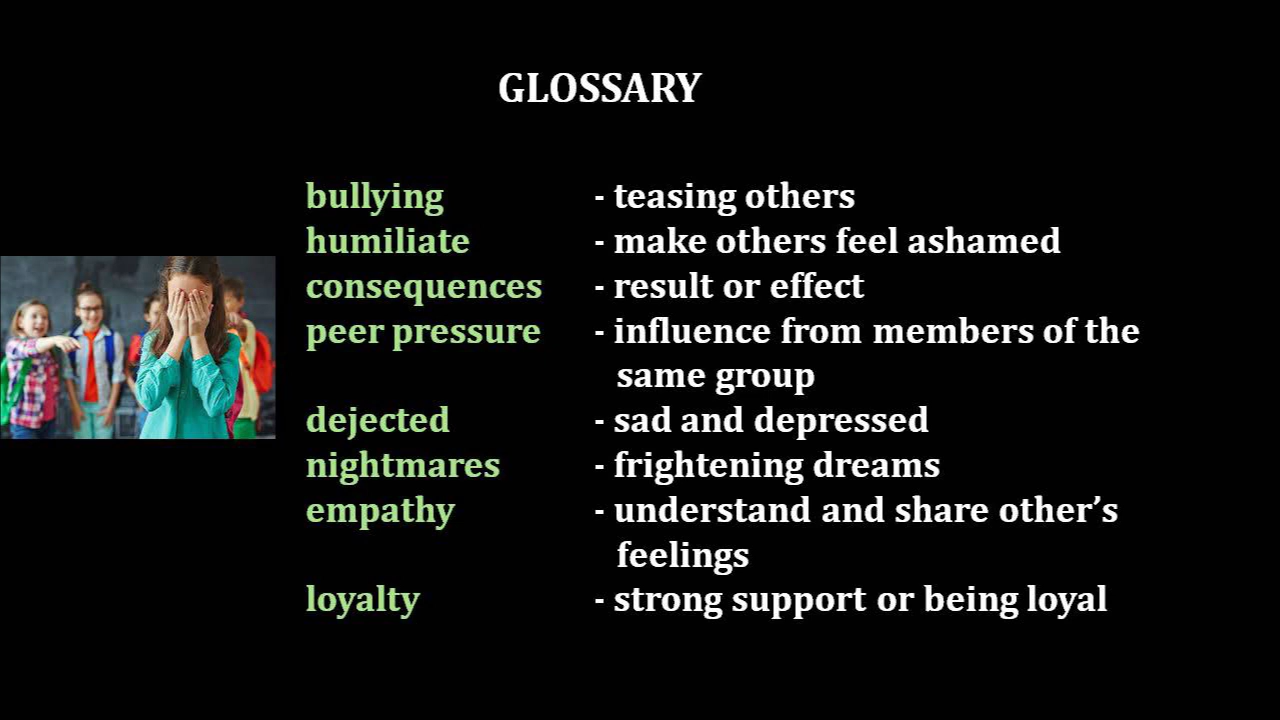 GLOSSARY
bullying - teasing others
humiliate - make others feel ashamed
consequences - result or effect
peer pressure - influence from members of the
same group
dejected - sad and depressed
nightmares - frightening dreams
empathy - understand and share other’s
feelings
loyalty - strong support or being loyal